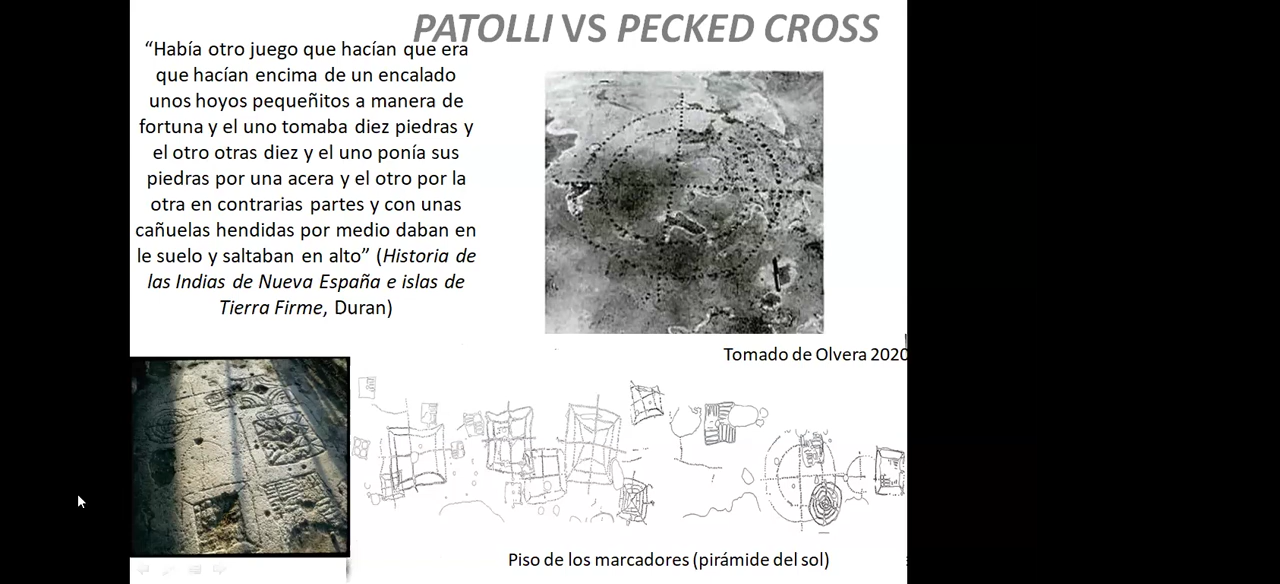 PATOLLI VS PECKED CROSS
“Había otro juego que hacían que era
que hacían encima de un encalado
unos hoyos pequeñitos a manera de
fortuna y el uno tomaba diez piedras y
el otro otras diez y el uno ponía sus
piedras por una acera y el otro por la
otra en contrarias partes y con unas
cañuelas hendidas por medio daban en
le suelo y saltaban en alto” (Historia de
las Indias de Nueva España e islas de
Tierra Firme, Duran)
Tomado de Olvera 2020
Piso de los marcadores (pirámide del sol)